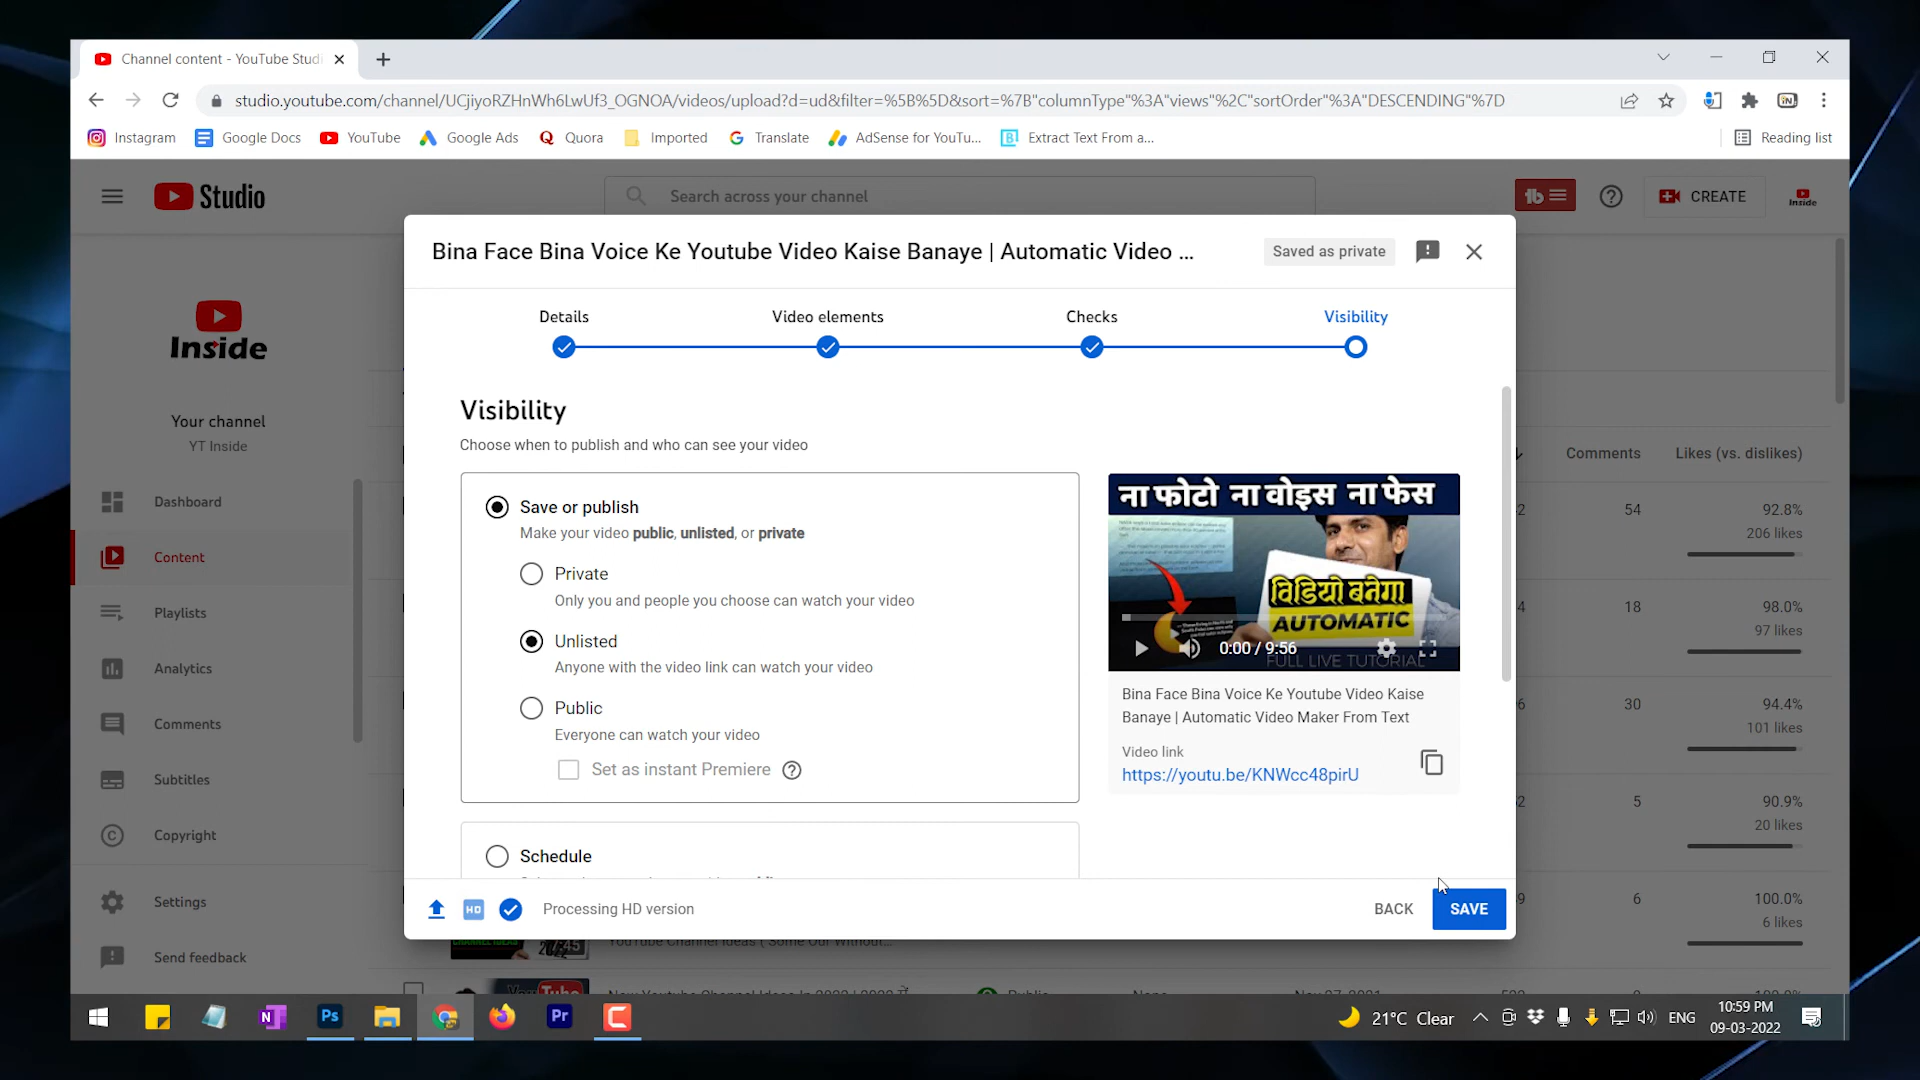 Channel content - YouTube Studi
studio.youtube.com/channel/UCjiyoRZHnWh6LwUf3_OGNOA/videos/upload?d=ud&filter=%5B%5D&sort=%7B"columnType"%3A"views"%2C"sortOrder"%3A"DESCENDING"%7D
Instagram Google Docs YouTube Google Ads Quora Imported Translate AdSense for YouTu... Extract Text From a... Reading list
Studio Search across your channel CREATE Inside
Bina Face Bina Voice Ke Youtube Video Kaise Banaye | Automatic Video ... Saved as private
Details Video elements Checks Visibility
Inside
Your channel
YT Inside
Dashboard
Content
Playlists
Analytics
Comments
Subtitles
Copyright
Settings
Send feedback
Visibility
Choose when to publish and who can see your video
Save or publish
Make your video public, unlisted, or private
Private
Only you and people you choose can watch your video
Unlisted
Anyone with the video link can watch your video
Public
Everyone can watch your video
Set as instant Premiere
Schedule
ना फोटो ना वोइस ना फेस
विडियो बनेगा
AUTOMATIC
0:00 / 9:56
FULL LIVE TUTORIAL
Bina Face Bina Voice Ke Youtube Video Kaise
Banaye | Automatic Video Maker From Text
Video link
https://youtu.be/KNWcc48pirU
Processing HD version BACK SAVE
Comments Likes (vs. dislikes)
54 92.8%
206 likes
18 98.0%
97 likes
30 94.4%
101 likes
5 90.9%
20 likes
6 100.0%
6 likes
Public None Nov 27, 2021
Ps Pr
21°C Clear ENG 10:59 PM
09-03-2022